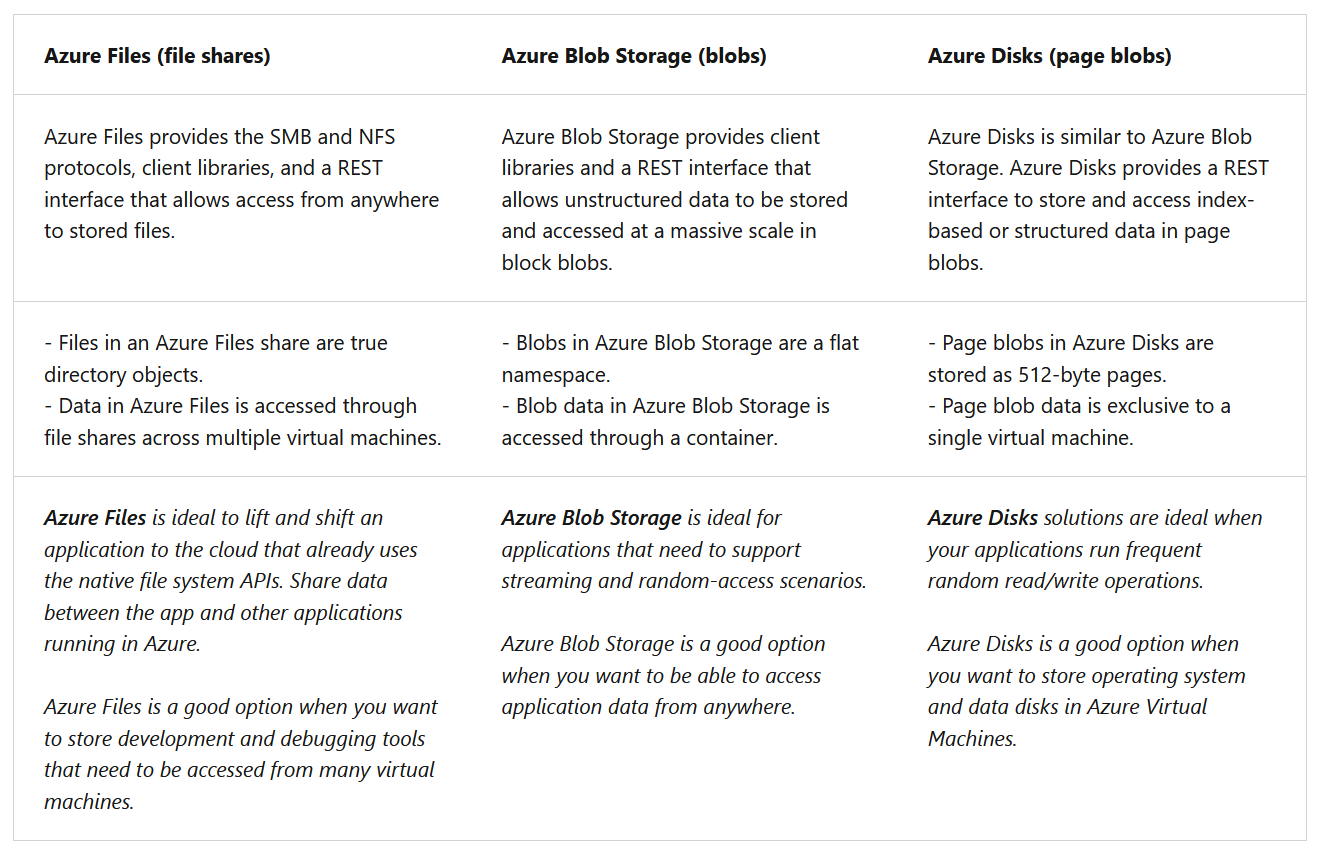 Azure Files (file shares)
Azure Blob Storage (blobs)
Azure Disks (page blobs)
Azure Files provides the SMB and NFS
protocols, client libraries, and a REST
interface that allows access from anywhere
to stored files.
Azure Blob Storage provides client
libraries and a REST interface that
allows unstructured data to be stored
and accessed at a massive scale in
block blobs.
Azure Disks is similar to Azure Blob
Storage. Azure Disks provides a REST
interface to store and access index-
based or structured data in page
blobs.
- Files in an Azure Files share are true
directory objects.
- Data in Azure Files is accessed through
file shares across multiple virtual machines.
- Blobs in Azure Blob Storage are a flat
namespace.
- Blob data in Azure Blob Storage is
accessed through a container.
- Page blobs in Azure Disks are
stored as 512-byte pages.
- Page blob data is exclusive to a
single virtual machine.
Azure Files is ideal to lift and shift an
application to the cloud that already uses
the native file system APIs. Share data
between the app and other applications
running in Azure.
Azure Files is a good option when you want
to store development and debugging tools
that need to be accessed from many virtual
machines.
Azure Blob Storage is ideal for
applications that need to support
streaming and random-access scenarios.
Azure Blob Storage is a good option
when you want to be able to access
application data from anywhere.
Azure Disks solutions are ideal when
your applications run frequent
random read/write operations.
Azure Disks is a good option when
you want to store operating system
and data disks in Azure Virtual
Machines.